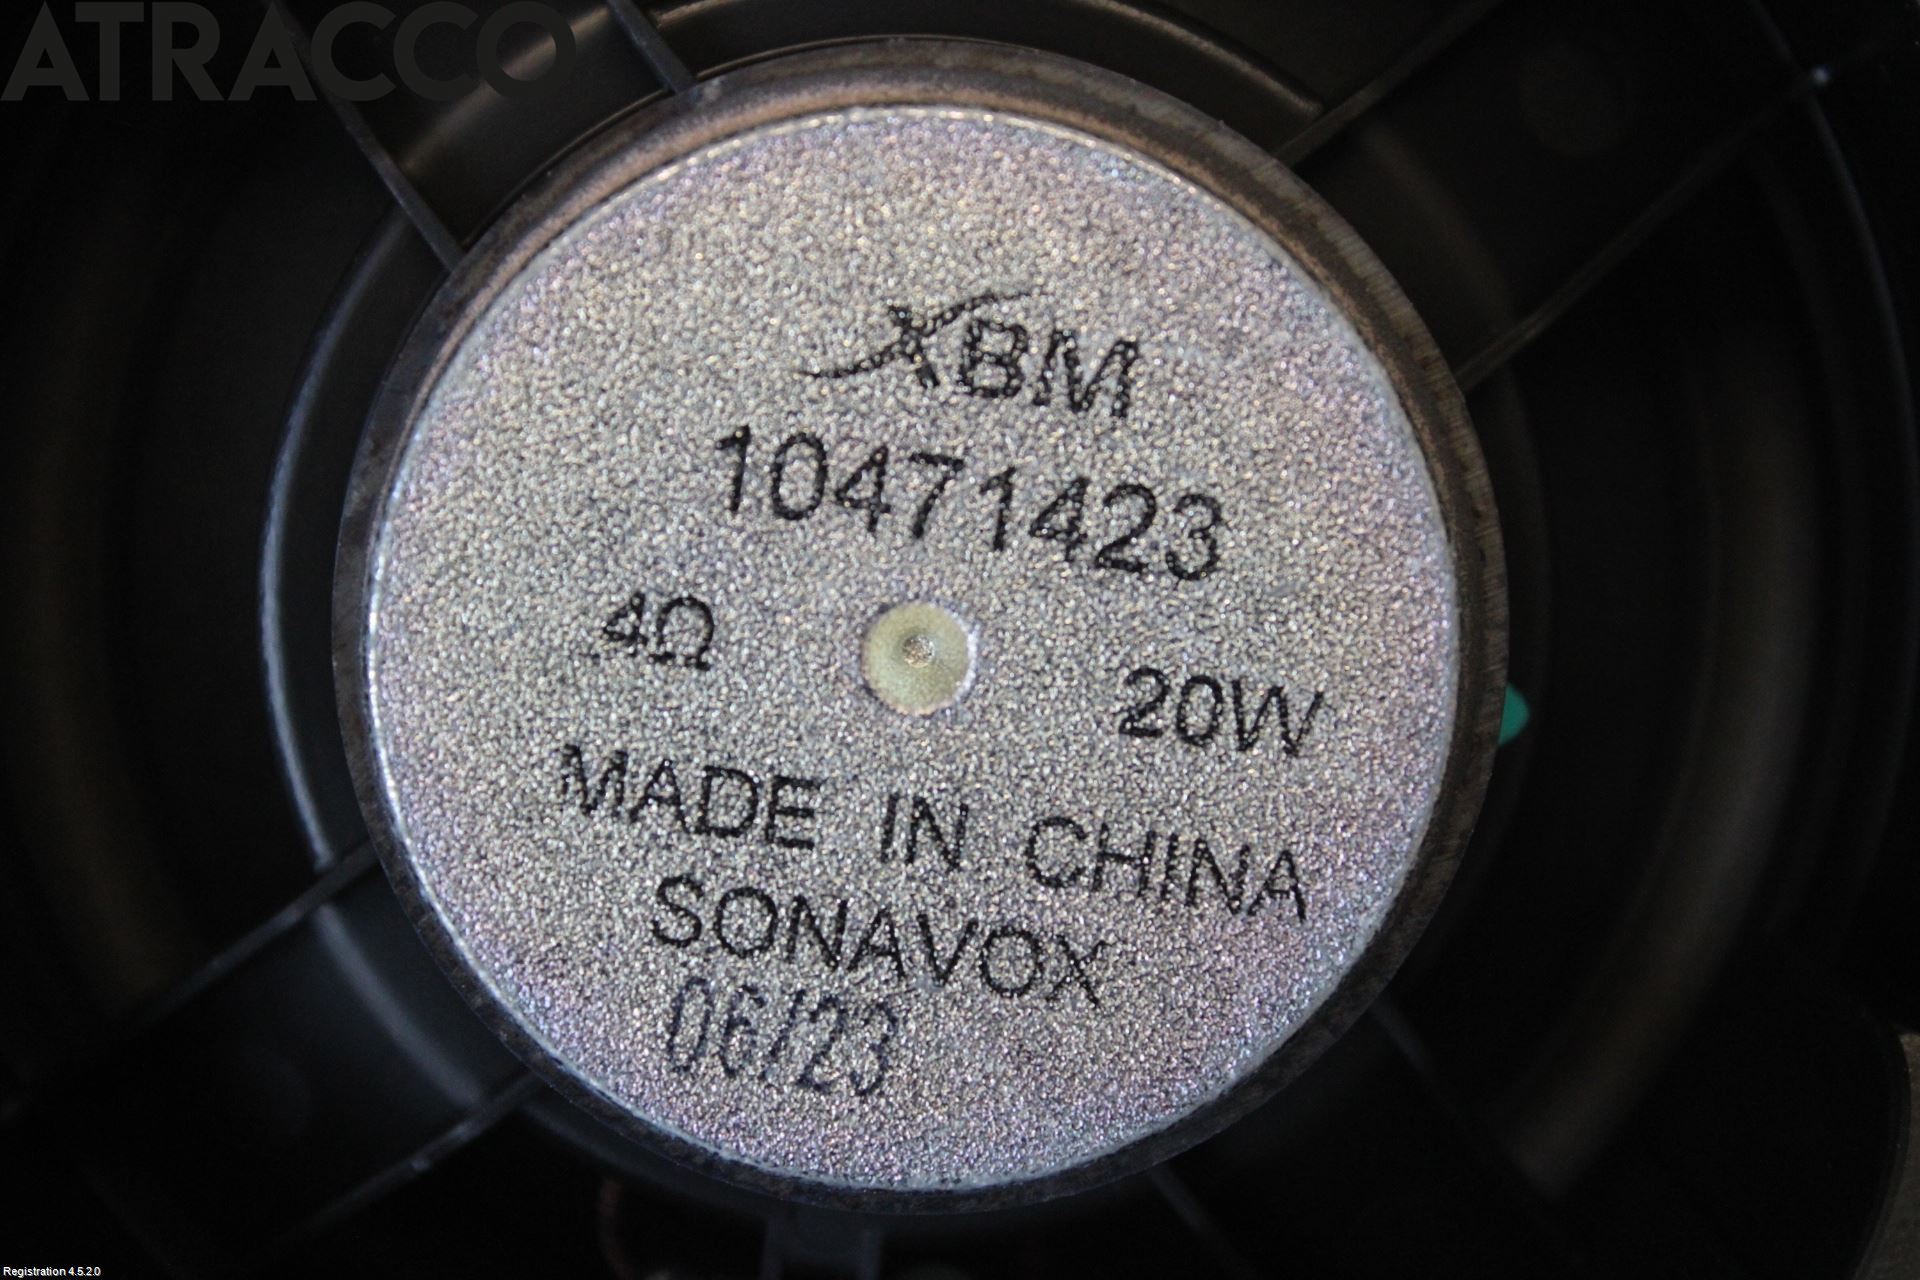 ATRACCO
XBM
10471423
4Ω
20W
MADE IN CHINA
SONAVOX
06/23
Registration 4.5.2.0